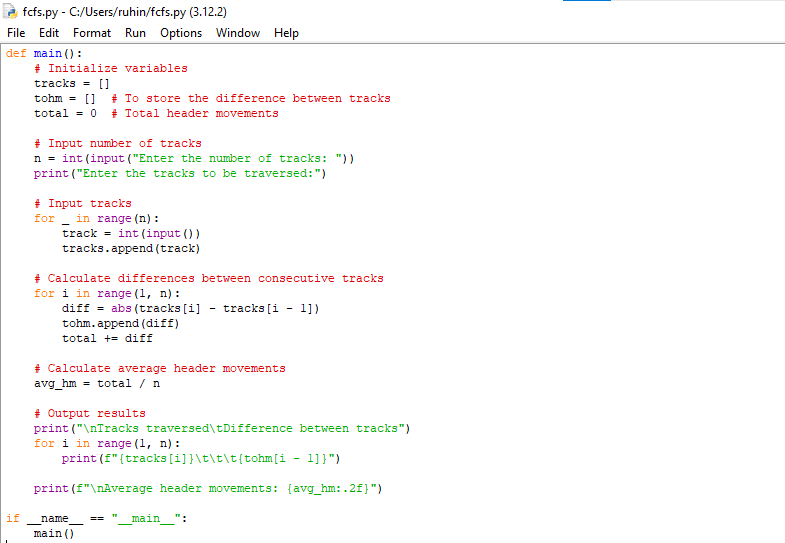 fcfs.py - C:/Users/ruhin/fcfs.py (3.12.2)
File Edit Format Run Options Window Help
def main():
    # Initialize variables
    tracks = []
    tohm = []  # To store the difference between tracks
    total = 0  # Total header movements

    # Input number of tracks
    n = int(input("Enter the number of tracks: "))
    print("Enter the tracks to be traversed:")

    # Input tracks
    for _ in range(n):
        track = int(input())
        tracks.append(track)

    # Calculate differences between consecutive tracks
    for i in range(1, n):
        diff = abs(tracks[i] - tracks[i - 1])
        tohm.append(diff)
        total += diff

    # Calculate average header movements
    avg_hm = total / n

    # Output results
    print("\nTracks traversed\tDifference between tracks")
    for i in range(1, n):
        print(f"{tracks[i]}\t\t\t{tohm[i - 1]}")

    print(f"\nAverage header movements: {avg_hm:.2f}")

if __name__ == "__main__":
    main()